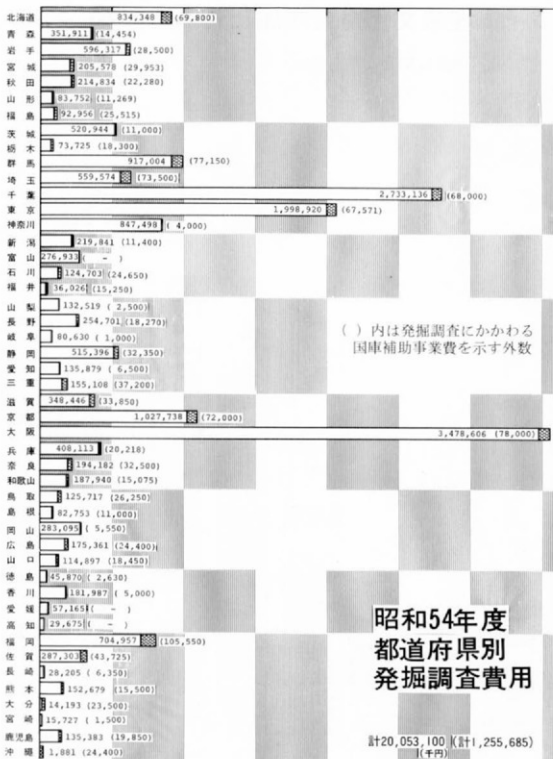 北海道 834,348 (69,800)
青森 351,911 (14,454)
岩手 596,317 (28,500)
宮城 205,578 (29,953)
秋田 214,834 (22,280)
山形 83,752 (11,269)
福島 92,956 (25,515)
茨城 520,944 (11,000)
栃木 73,725 (18,300)
群馬 917,004 (77,150)
埼玉 559,574 (73,500)
千葉 2,733,136 (68,000)
東京 1,998,920 (67,571)
神奈川 847,498 ( 4,000)
新潟 219,841 (11,400)
富山 276,933 ( - )
石川 124,703 (24,650)
福井 36,026 (15,250)
山梨 132,519 ( 2,500)
長野 254,701 (18,270)
岐阜 80,630 ( 1,000)
静岡 515,396 (32,350)
愛知 135,879 ( 6,500)
三重 155,108 (37,200)
滋賀 348,446 (33,850)
京都 1,027,738 (72,000)
大阪 3,478,606 (78,000)
兵庫 408,113 (20,218)
奈良 194,182 (32,500)
和歌山 187,940 (15,075)
鳥取 125,717 (26,250)
島根 82,753 (11,000)
岡山 283,095 ( 5,550)
広島 175,361 (24,400)
山口 114,897 (18,450)
徳島 45,870 ( 2,630)
香川 181,987 ( 5,000)
愛媛 57,165 ( - )
高知 29,675 ( - )
福岡 704,957 (105,550)
佐賀 287,303 (43,725)
長崎 28,205 ( 6,350)
熊本 152,679 (15,500)
大分 14,193 (23,500)
宮崎 15,727 ( 1,500)
鹿児島 135,383 (19,850)
沖縄 1,881 (24,400)
( )内は発掘調査にかかわる
国庫補助事業費を示す外数
昭和54年度
都道府県別
発掘調査費用
計20,053,100 (計1,255,685)
(千円)